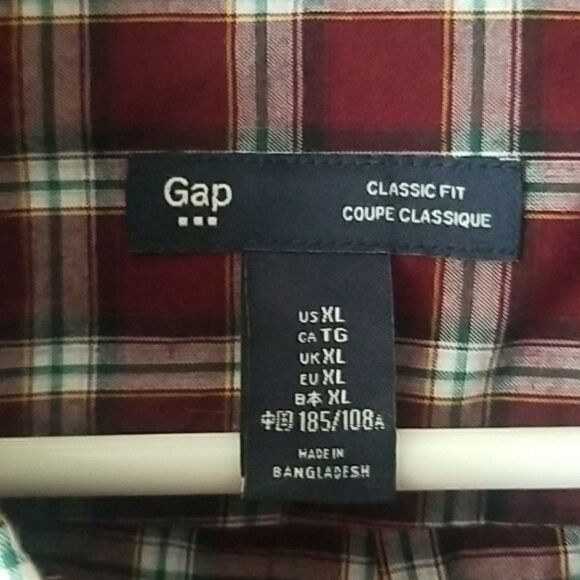 Gap
CLASSIC FIT
COUPE CLASSIQUE
US XL
CA TG
UK XL
EU XL
日本 XL
中国 185/108A
MADE IN
BANGLADESH